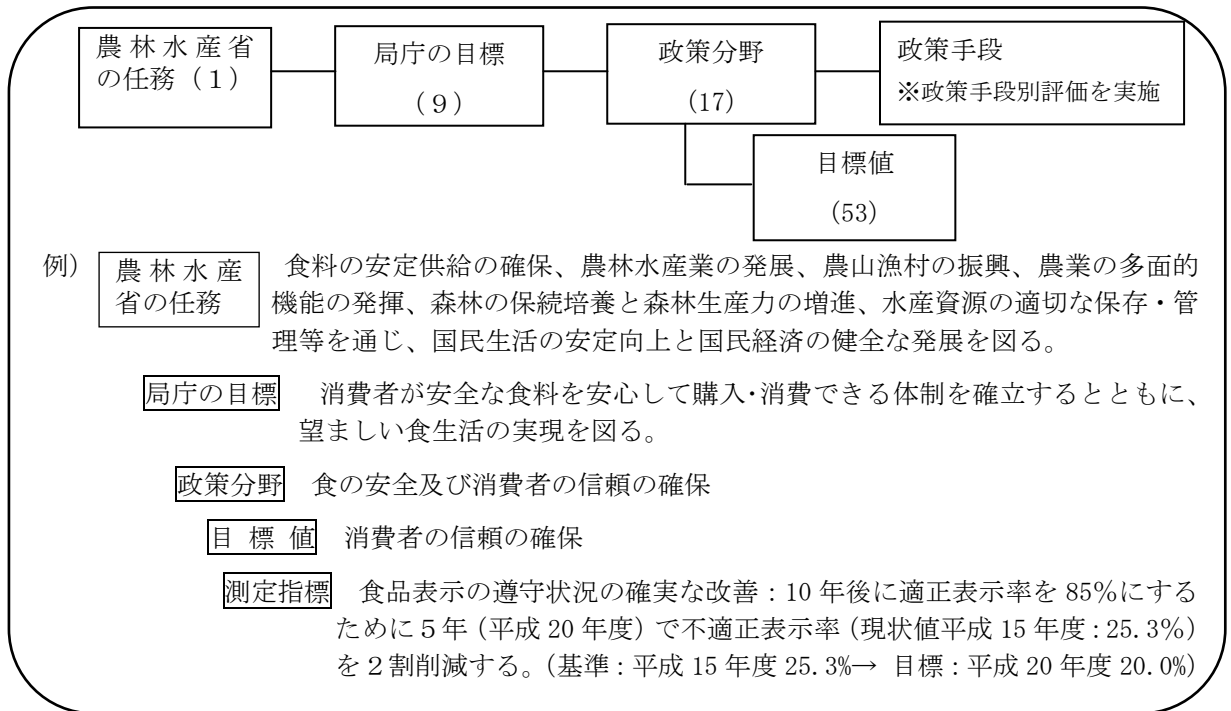 農林水産省
の任務（１）
局庁の目標
（９）
政策分野
(17)
政策手段
※政策手段別評価を実施
目標値
(53)
例）
農林水産
省の任務
食料の安定供給の確保、農林水産業の発展、農山漁村の振興、農業の多面的
機能の発揮、森林の保続培養と森林生産力の増進、水産資源の適切な保存・管
理等を通じ、国民生活の安定向上と国民経済の健全な発展を図る。
局庁の目標　消費者が安全な食料を安心して購入・消費できる体制を確立するとともに、
望ましい食生活の実現を図る。
政策分野　食の安全及び消費者の信頼の確保
目標値　消費者の信頼の確保
測定指標　食品表示の遵守状況の確実な改善：10 年後に適正表示率を 85％にする
ために５年（平成 20 年度）で不適正表示率（現状値平成 15 年度：25.3％）
を２割削減する。（基準：平成 15 年度 25.3%→ 目標：平成 20 年度 20.0%）